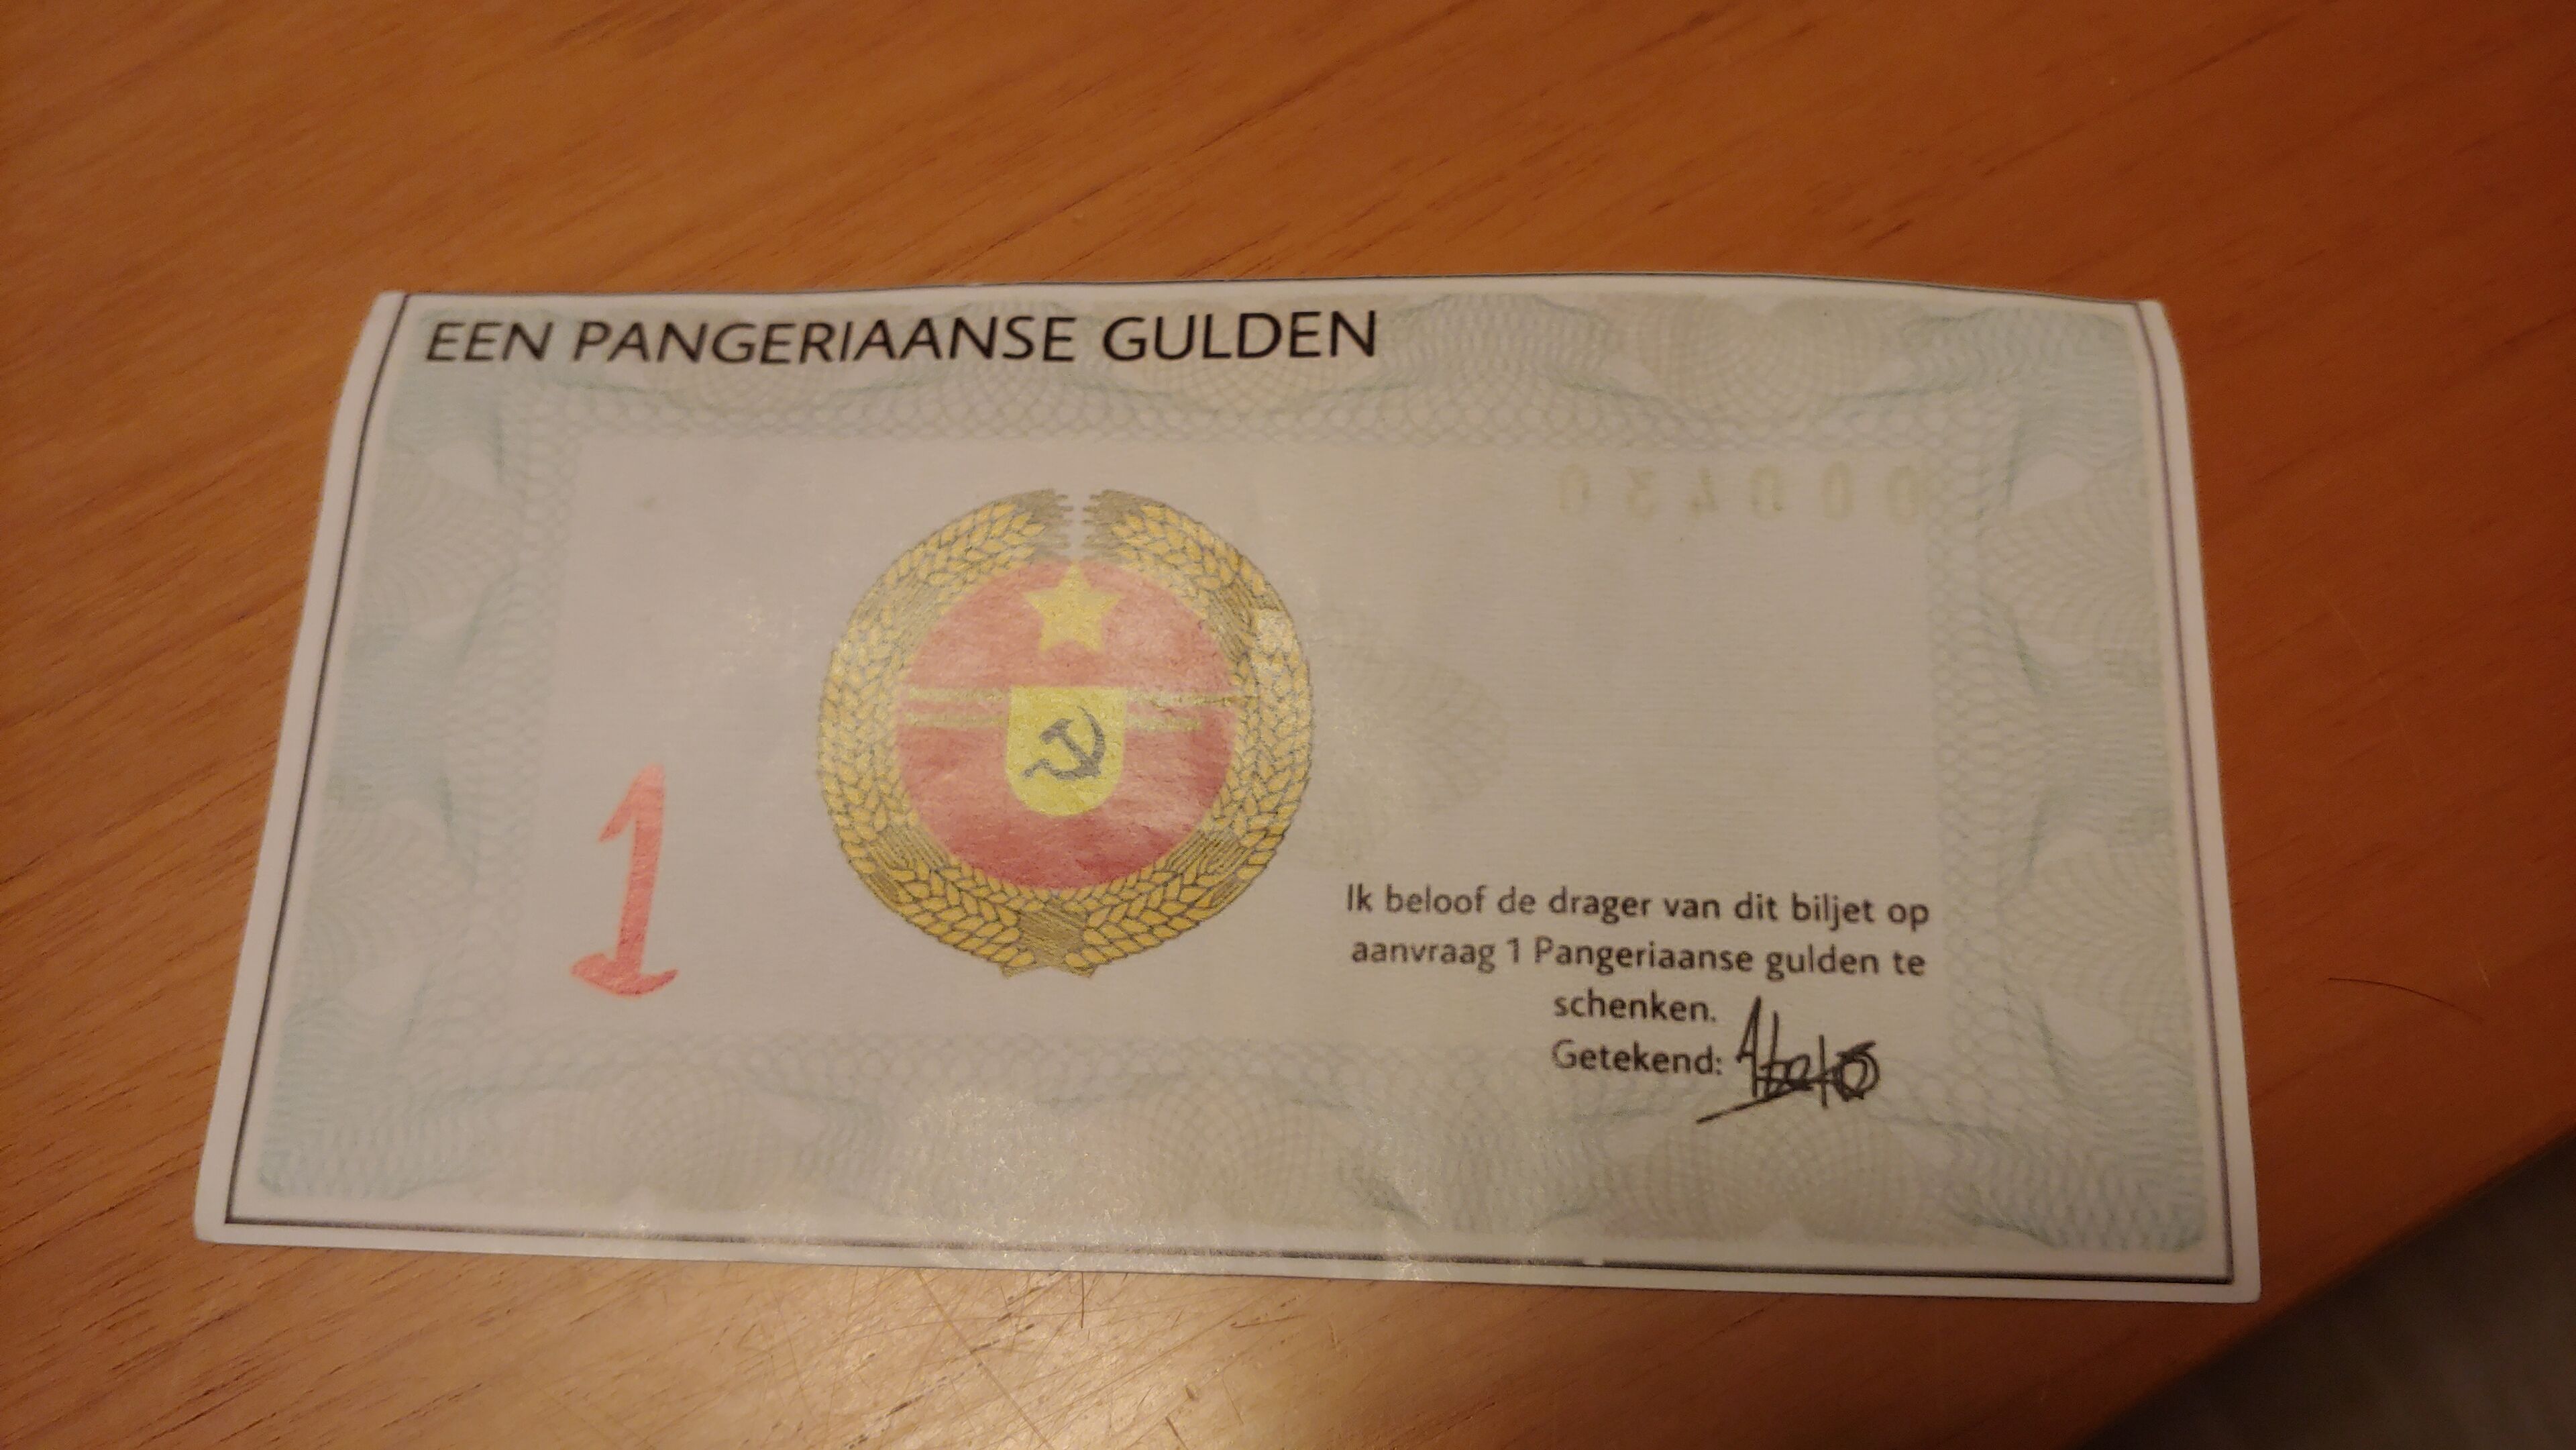 EEN PANGERIAANSE GULDEN
000430
1
Ik beloof de drager van dit biljet op
aanvraag 1 Pangeriaanse gulden te
schenken.
Getekend: